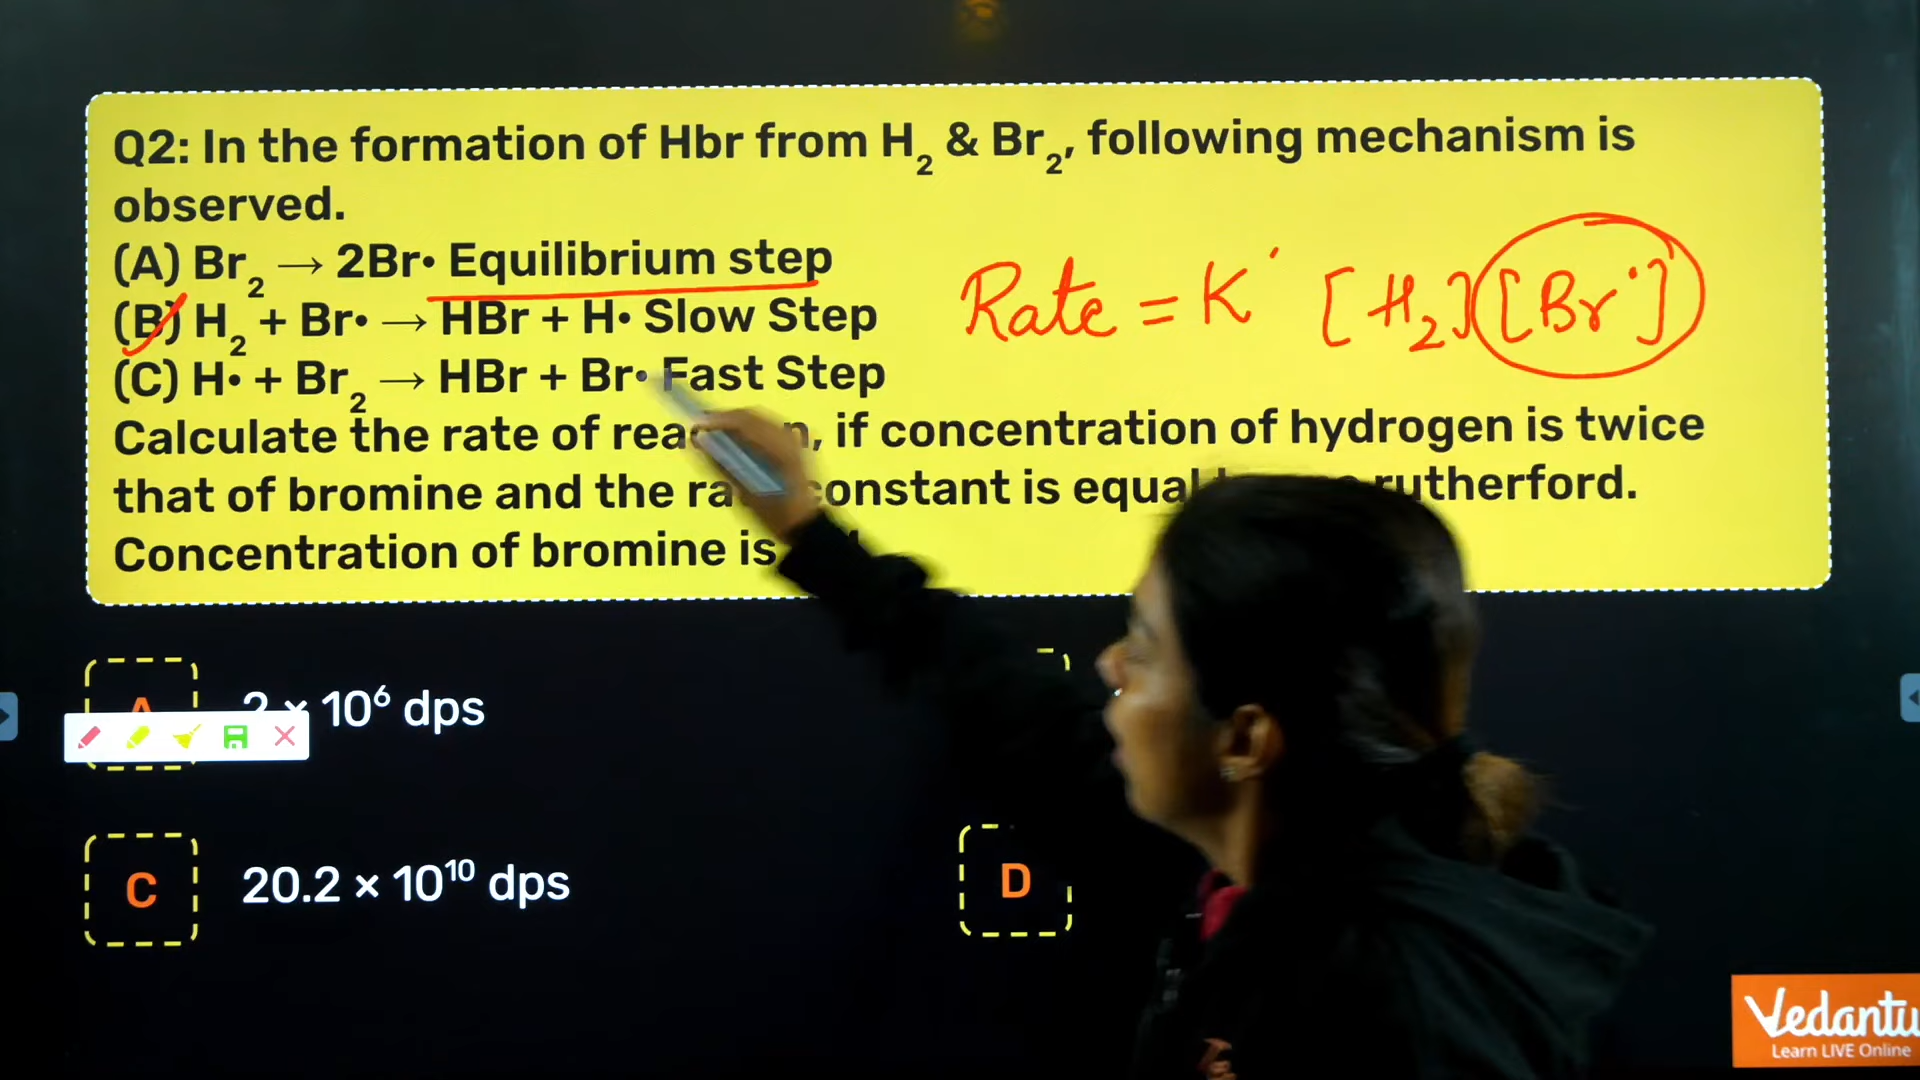 Q2: In the formation of Hbr from H2 & Br2, following mechanism is
observed.
(A) Br2 → 2Br• Equilibrium step
(B) H2 + Br• → HBr + H• Slow Step
(C) H• + Br2 → HBr + Br• Fast Step
Rate = K' [H2] [Br•]
Calculate the rate of , if concentration of hydrogen is twice
that of bromine and the constant is equal rutherford.
Concentration of bromine is
2 × 10⁶ dps
C 20.2 × 10¹⁰ dps
D
Vedantu
Learn LIVE Online